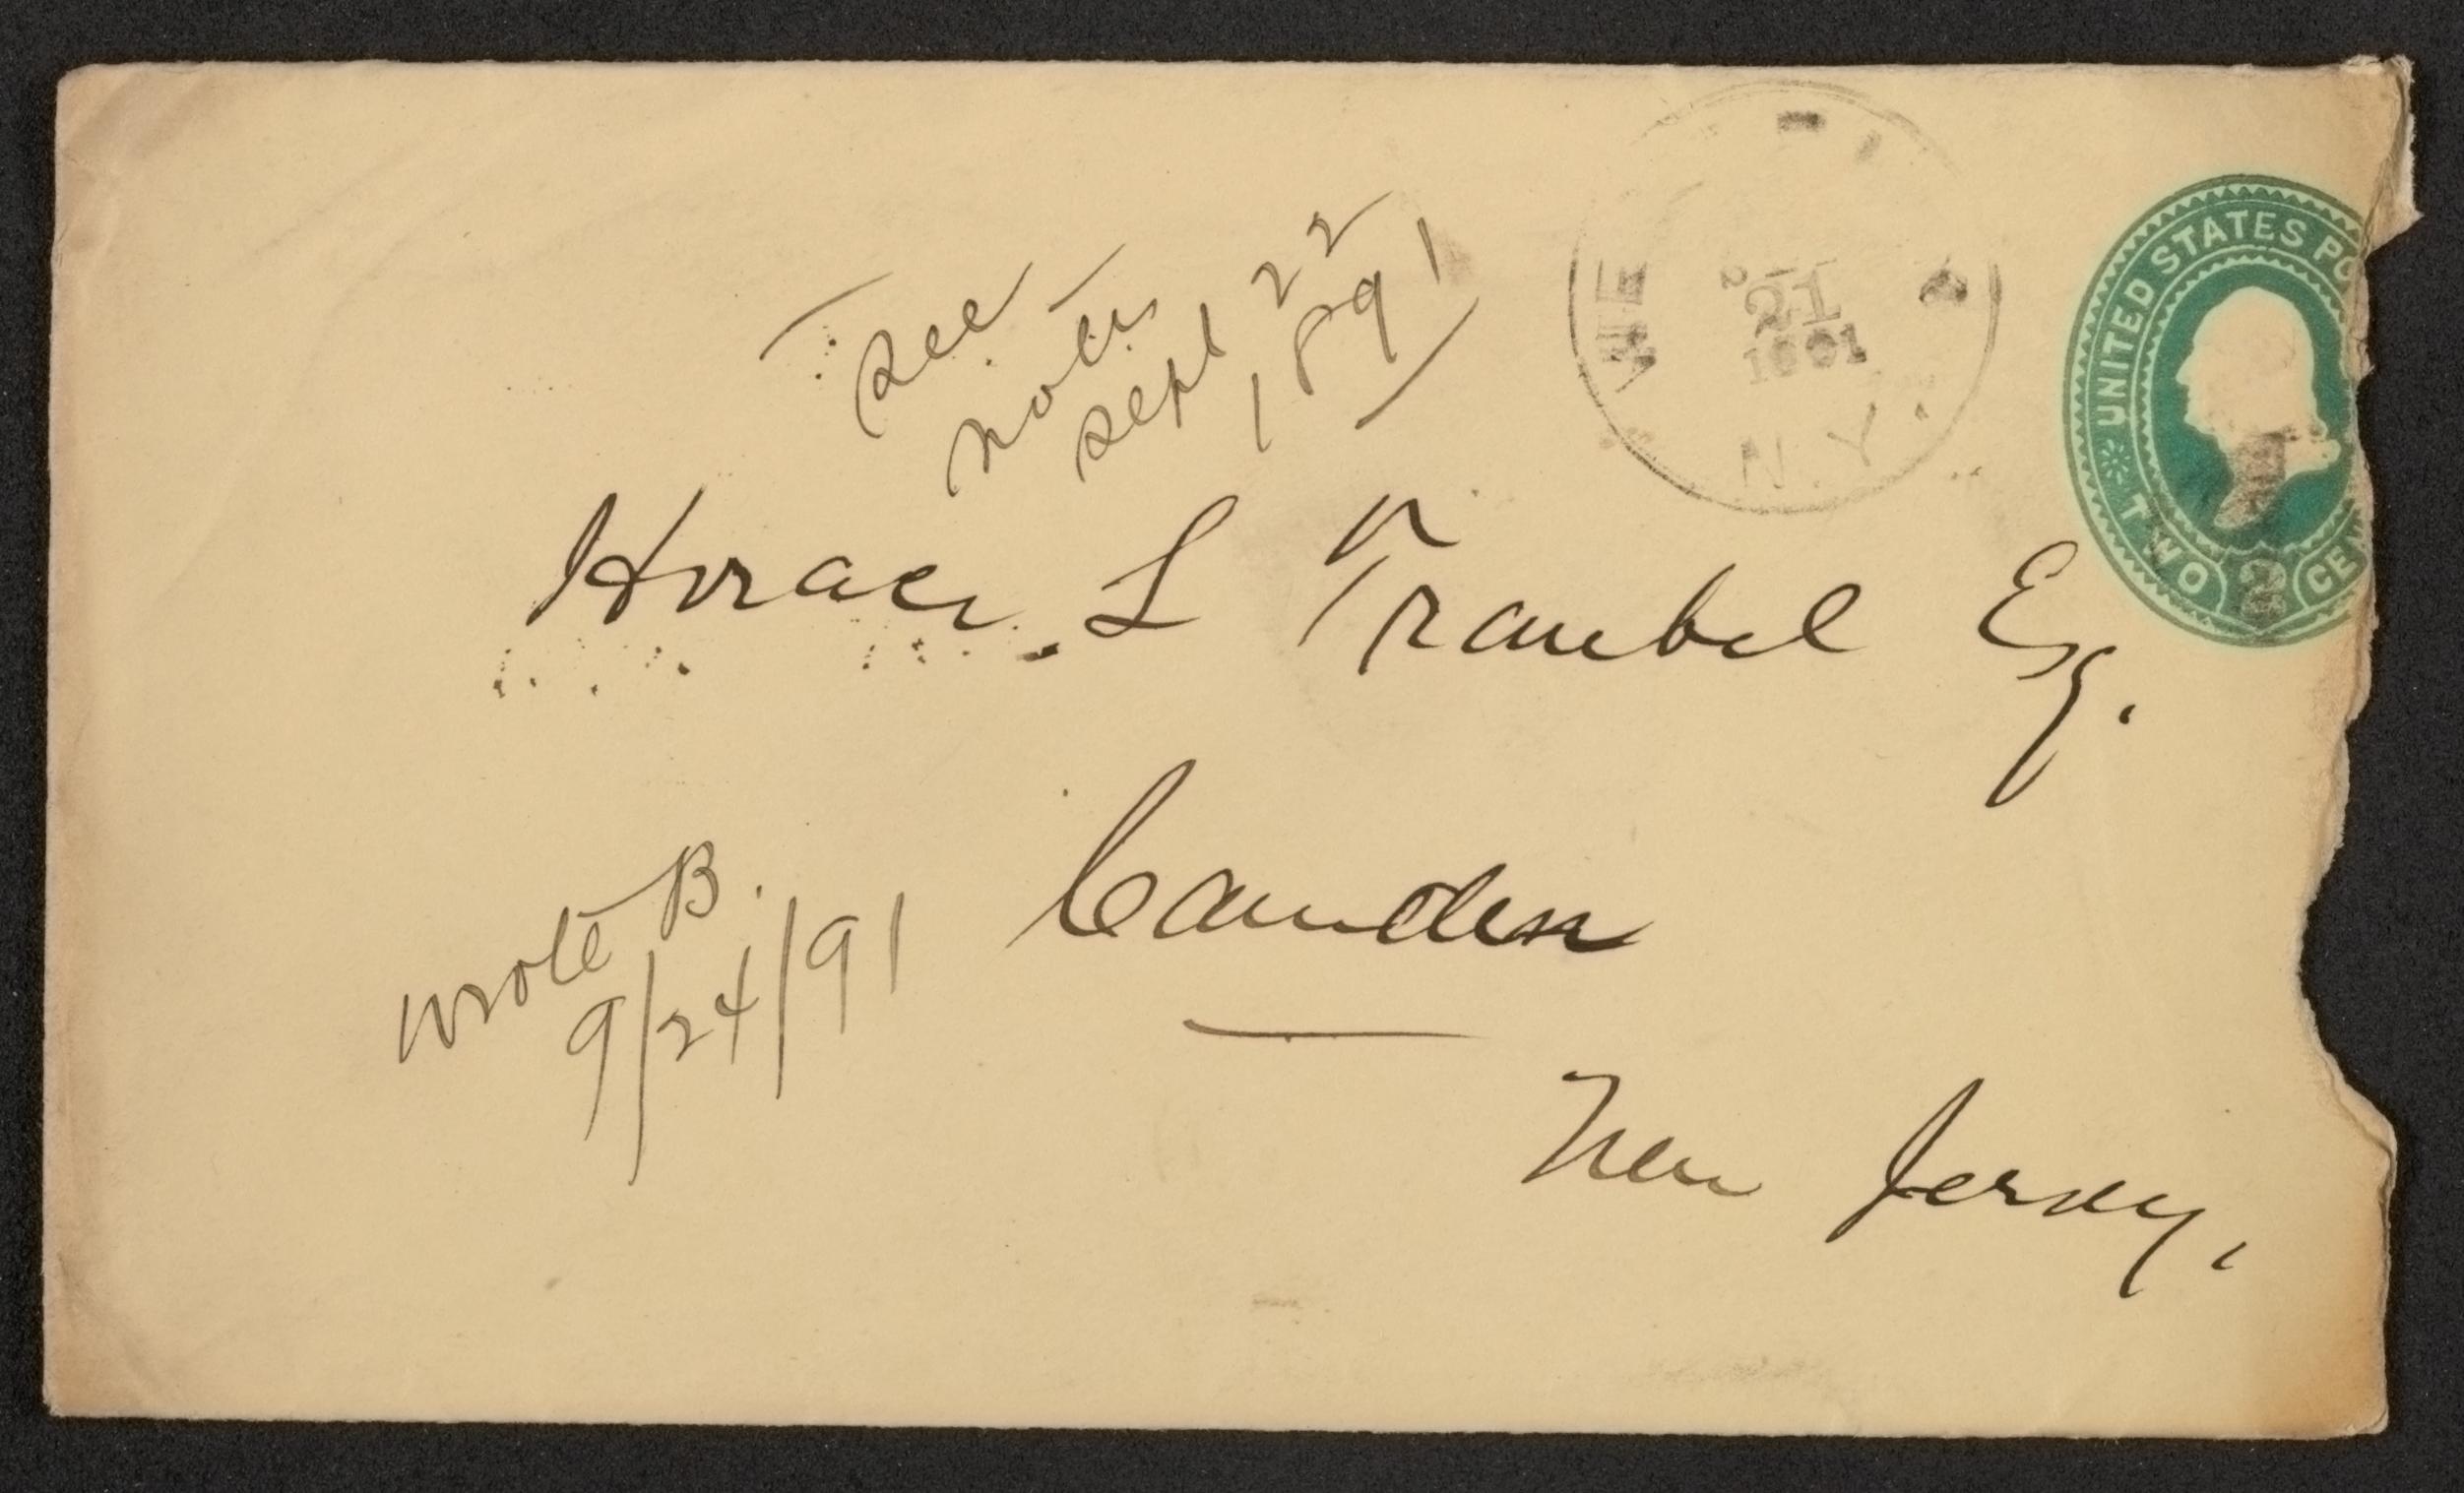 see
notes
Sept 22
1891
21
1891
N.Y.
UNITED STATES PO
TWO 2 CEN
Horace L Traubel Esq.
wrote B.
9/24/91
Camden
New Jersey,